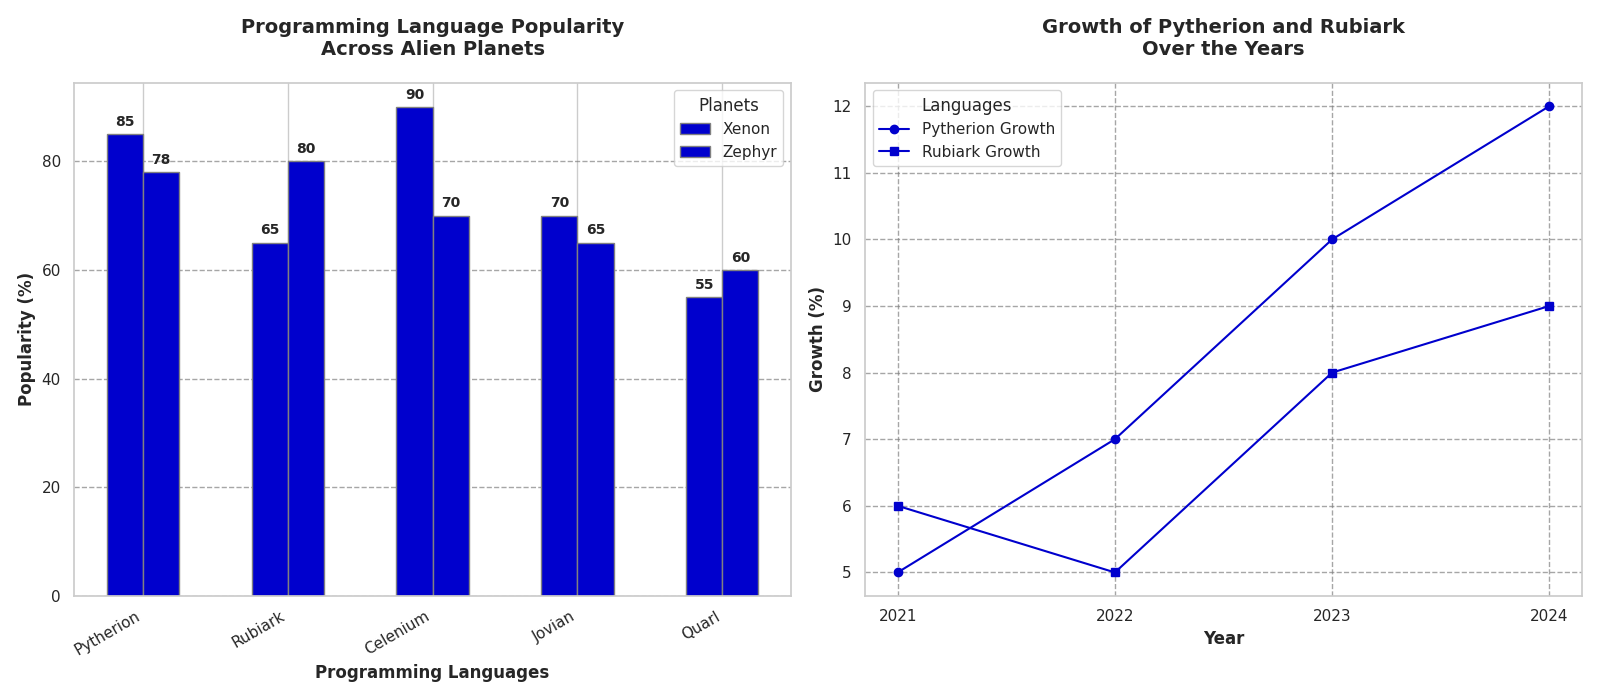 Programming Language Popularity
Across Alien Planets
Popularity (%)
80
60
40
20
0
85
78
65
80
90
70
70
65
55
60
Planets
Xenon
Zephyr
Pytherion
Rubiark
Celenium
Jovian
Quarl
Programming Languages
Growth of Pytherion and Rubiark
Over the Years
Growth (%)
12
11
10
9
8
7
6
5
Languages
Pytherion Growth
Rubiark Growth
2021
2022
2023
2024
Year